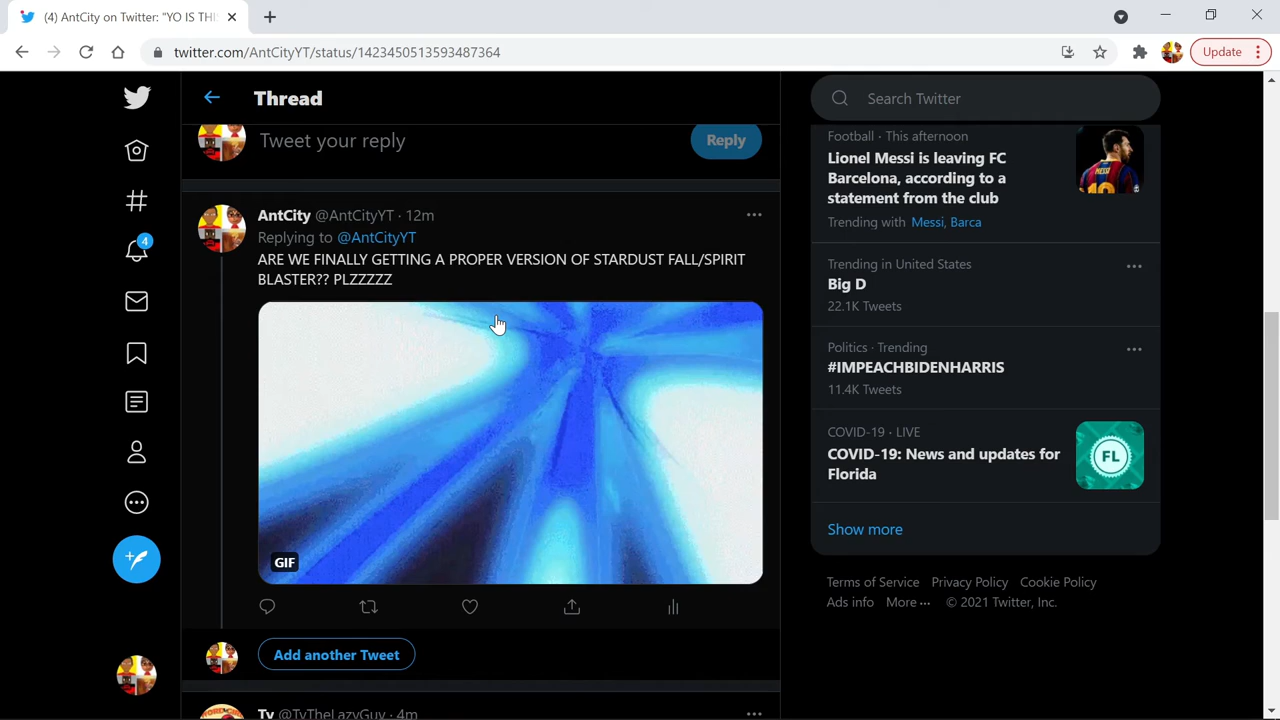 (4) AntCity on Twitter: "YO IS THI
twitter.com/AntCityYT/status/1423450513593487364
Update
Thread
Tweet your reply
Reply
AntCity @AntCityYT · 12m
Replying to @AntCityYT
ARE WE FINALLY GETTING A PROPER VERSION OF STARDUST FALL/SPIRIT
BLASTER?? PLZZZZZ
GIF
Add another Tweet
Ty @TyTheLazyGuy · 4m
4
Search Twitter
Football · This afternoon
Lionel Messi is leaving FC
Barcelona, according to a
statement from the club
Trending with Messi, Barca
Trending in United States
Big D
22.1K Tweets
Politics · Trending
#IMPEACHBIDENHARRIS
11.4K Tweets
COVID-19 · LIVE
COVID-19: News and updates for
Florida
FL
Show more
Terms of Service Privacy Policy Cookie Policy
Ads info More ··· © 2021 Twitter, Inc.